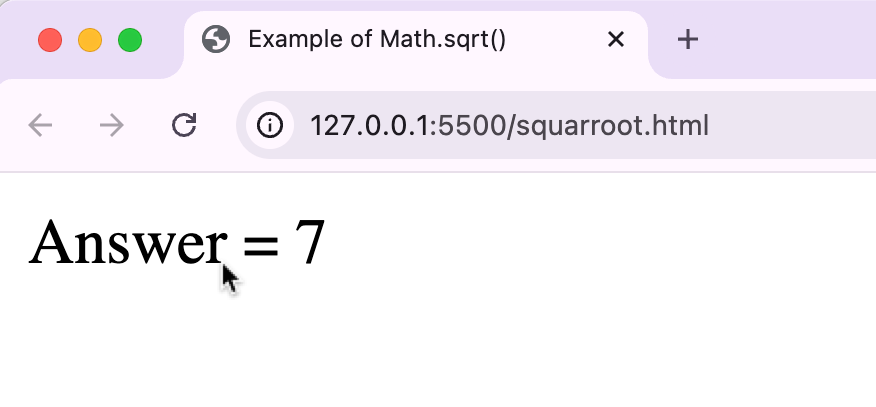 Example of Math.sqrt()
127.0.0.1:5500/squarroot.html
Answer = 7